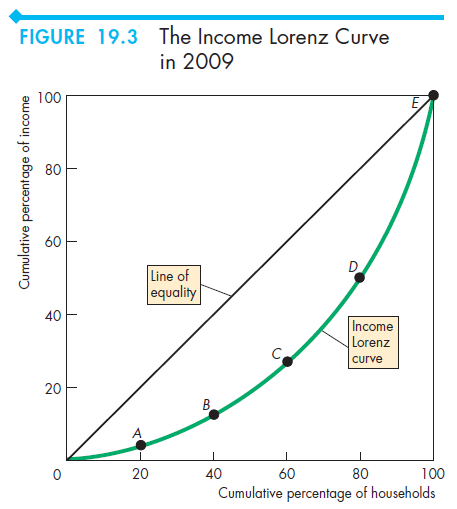 FIGURE 19.3 The Income Lorenz Curve
in 2009
Cumulative percentage of income
100
80
60
40
20
0
20 40 60 80 100
Cumulative percentage of households
Line of
equality
Income
Lorenz
curve
A
B
C
D
E